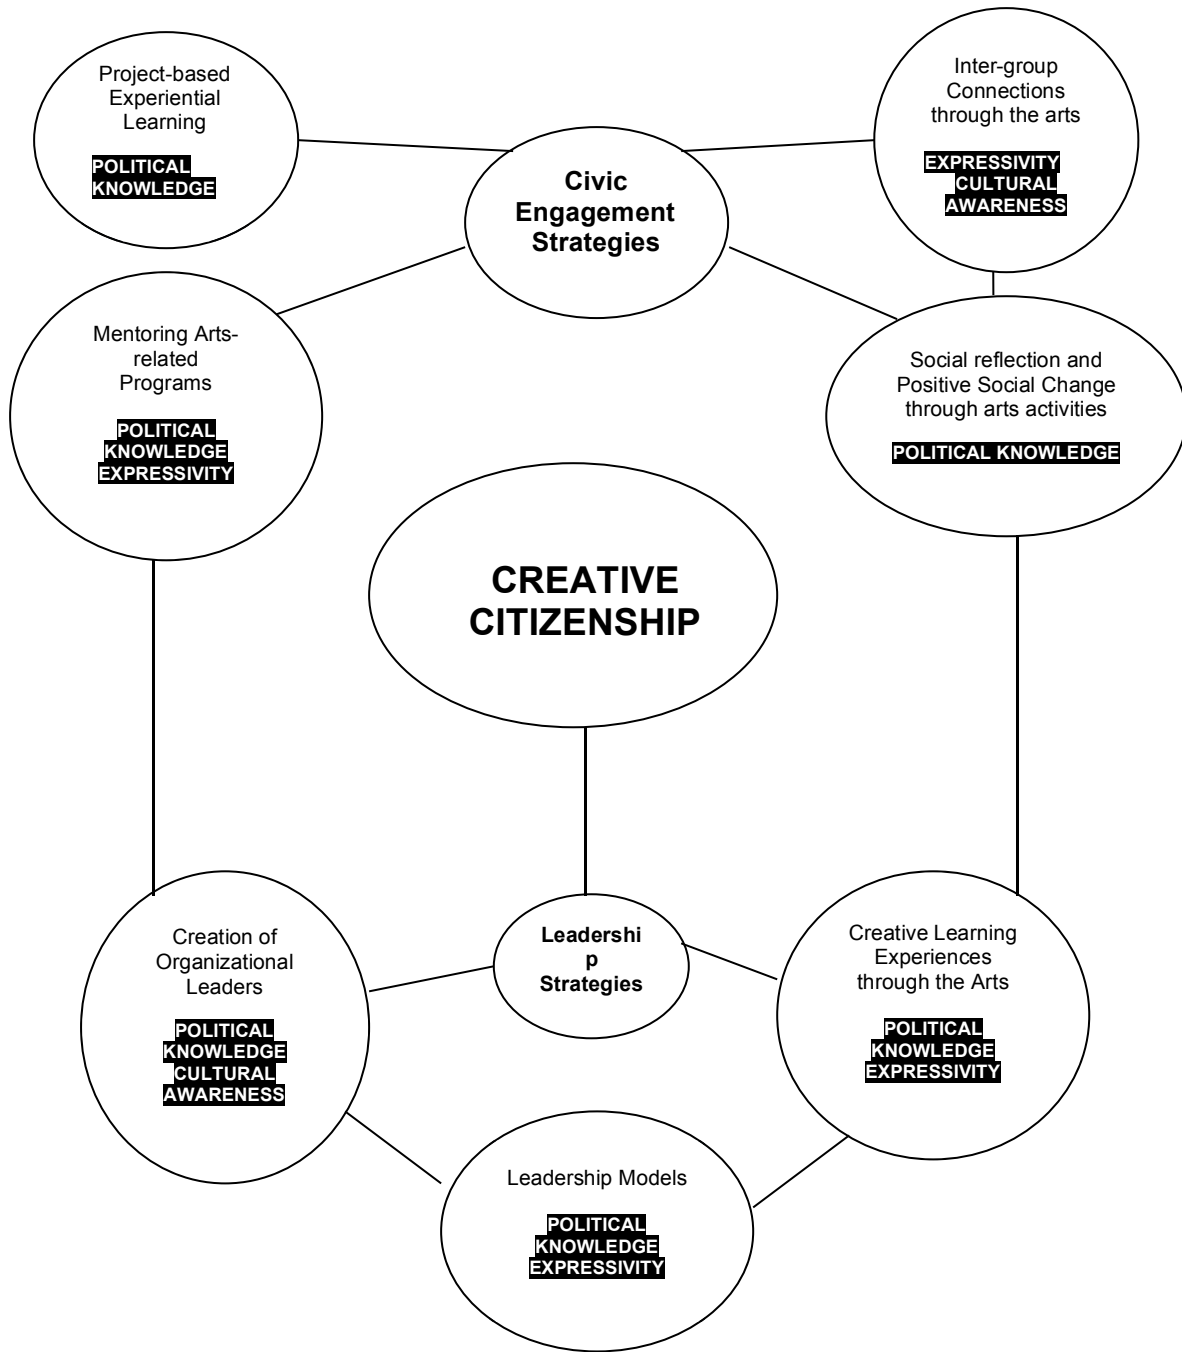 Project-based
Experiential
Learning
POLITICAL
KNOWLEDGE
Inter-group
Connections
through the arts
EXPRESSIVITY
CULTURAL
AWARENESS
Civic
Engagement
Strategies
Mentoring Arts-
related
Programs
POLITICAL
KNOWLEDGE
EXPRESSIVITY
Social reflection and
Positive Social Change
through arts activities
POLITICAL KNOWLEDGE
CREATIVE
CITIZENSHIP
Creation of
Organizational
Leaders
POLITICAL
KNOWLEDGE
CULTURAL
AWARENESS
Leadershi
p
Strategies
Creative Learning
Experiences
through the Arts
POLITICAL
KNOWLEDGE
EXPRESSIVITY
Leadership Models
POLITICAL
KNOWLEDGE
EXPRESSIVITY